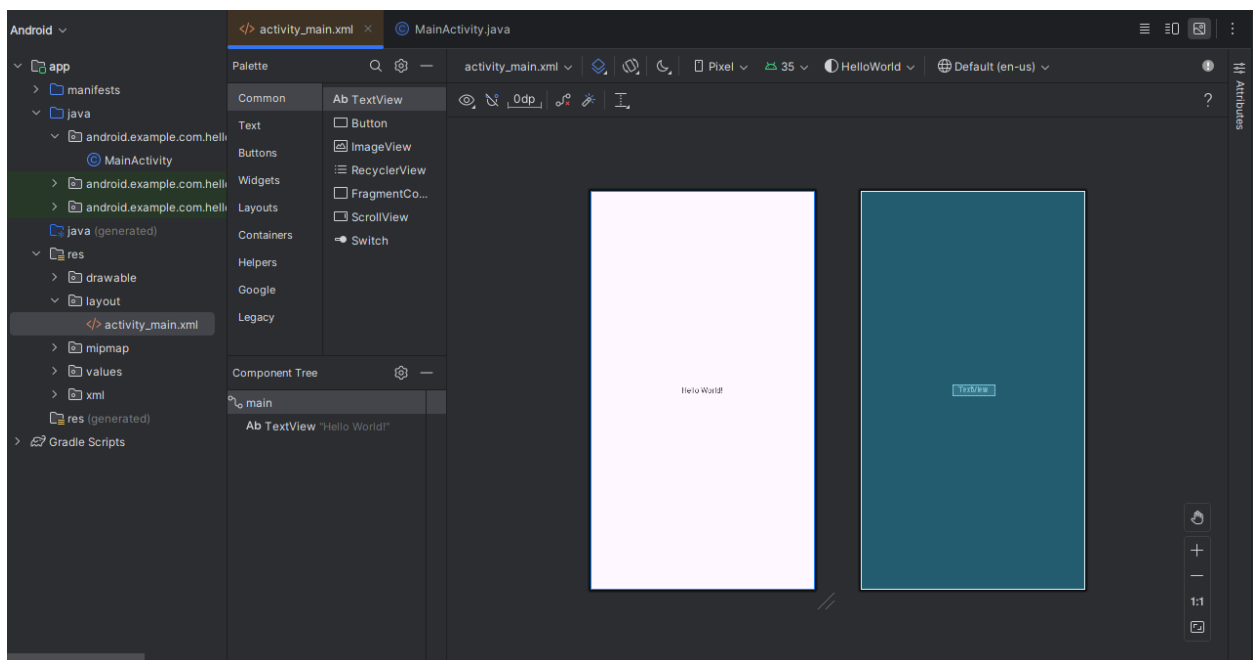 Android
activity_main.xml
MainActivity.java
app
manifests
java
android.example.com.hell
MainActivity
android.example.com.hell
android.example.com.hell
java (generated)
res
drawable
layout
activity_main.xml
mipmap
values
xml
res (generated)
Gradle Scripts
Palette
Common
Text
Buttons
Widgets
Layouts
Containers
Helpers
Google
Legacy
Ab TextView
Button
ImageView
RecyclerView
FragmentCo...
ScrollView
Switch
Component Tree
main
Ab TextView "Hello World!"
activity_main.xml Pixel 35 HelloWorld Default (en-us)
0dp ?
Hello World!
TextView
1:1
Attributes